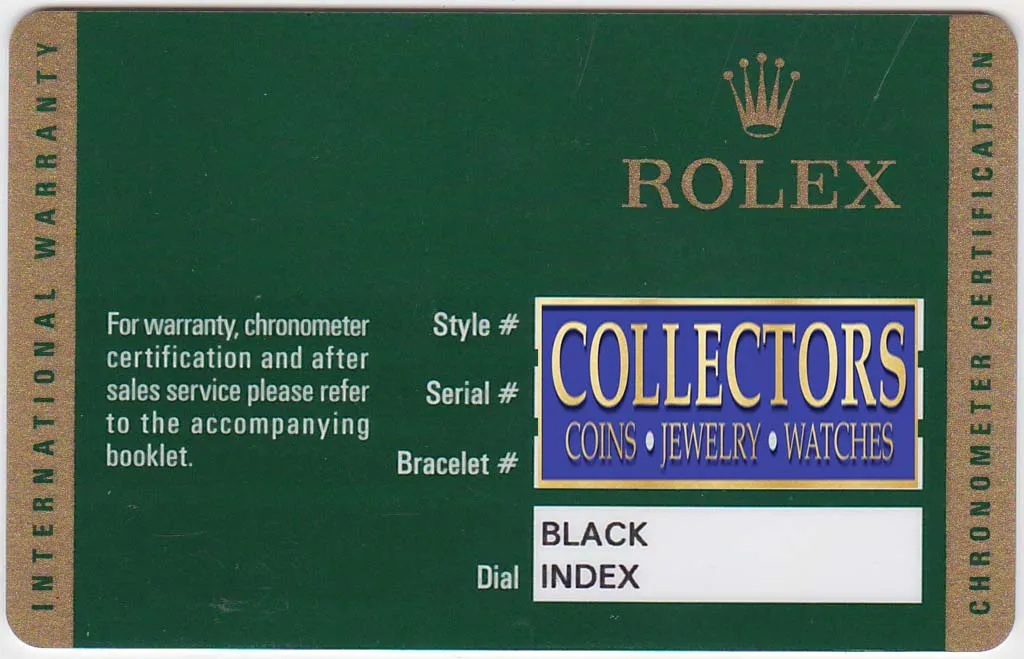 INTERNATIONAL WARRANTY
ROLEX
CHRONOMETER CERTIFICATION
For warranty, chronometer
certification and after
sales service please refer
to the accompanying
booklet.
Style #
Serial #
Bracelet #
COLLECTORS
COINS • JEWELRY • WATCHES
Dial
BLACK
INDEX